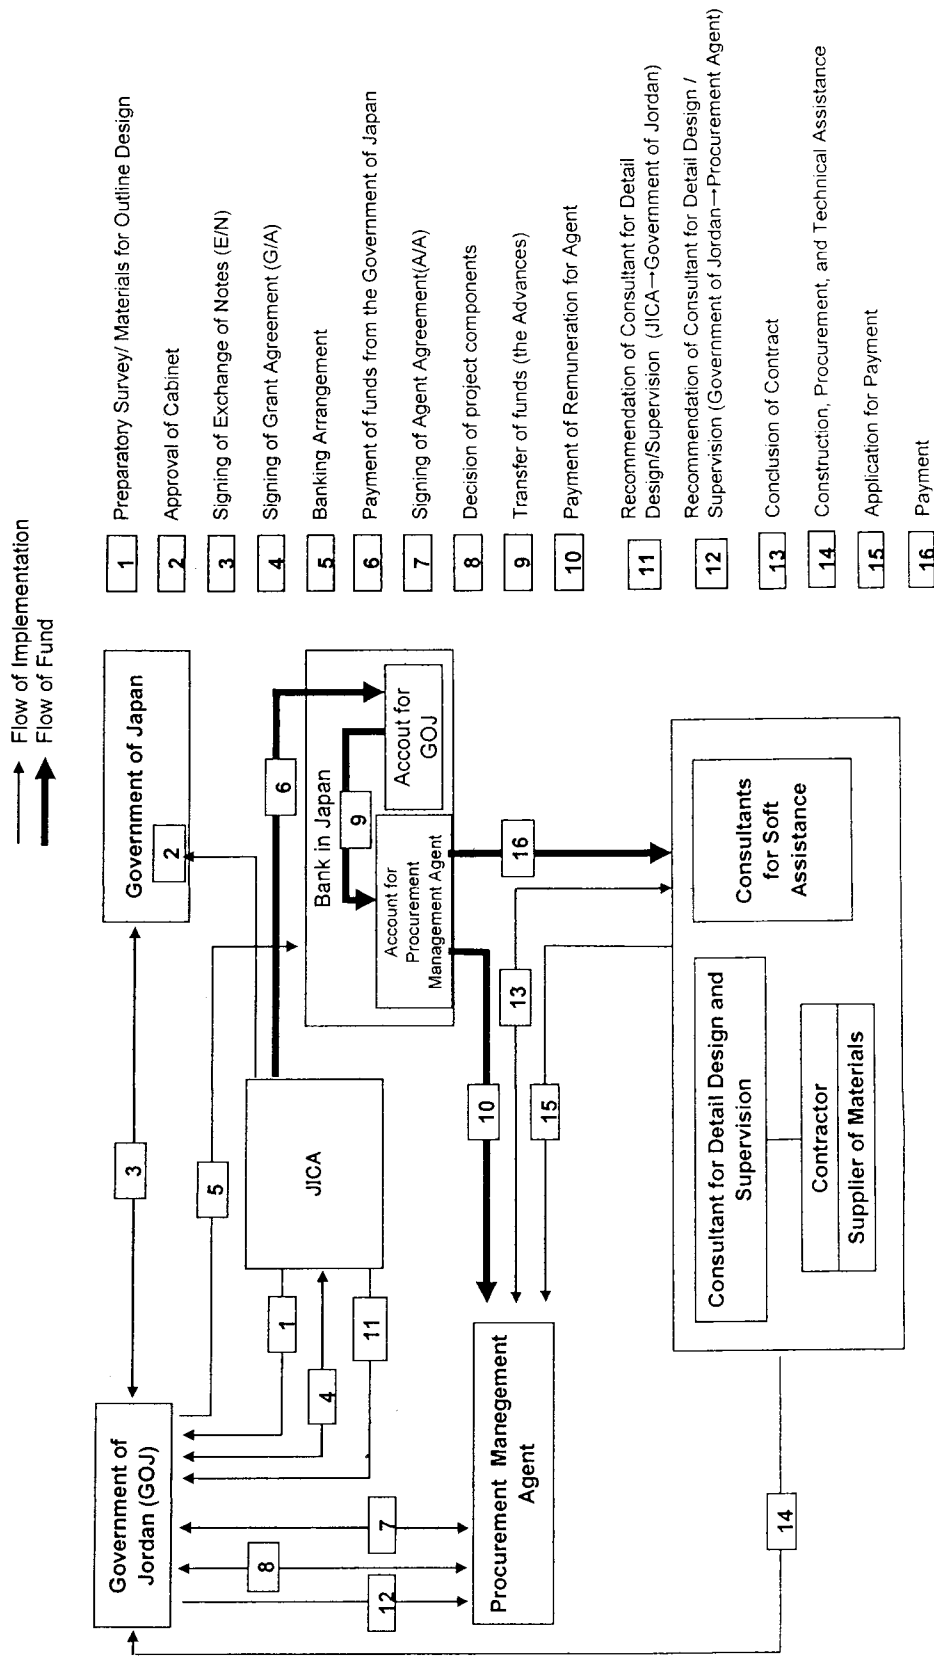 Flow of Implementation
Flow of Fund
Government of
Jordan (GOJ)
3
Government of Japan
2
5
1
4
11
JICA
6
Bank in Japan
9
Account for
Procurement
Management Agent
Accout for
GOJ
7
8
12
Procurement Manegement
Agent
10
13
15
16
Consultant for Detail Design and
Supervision
Contractor
Supplier of Materials
Consultants
for Soft
Assistance
14
1 Preparatory Survey/ Materials for Outline Design
2 Approval of Cabinet
3 Signing of Exchange of Notes (E/N)
4 Signing of Grant Agreement (G/A)
5 Banking Arrangement
6 Payment of funds from the Government of Japan
7 Signing of Agent Agreement(A/A)
8 Decision of project components
9 Transfer of funds (the Advances)
10 Payment of Remuneration for Agent
11 Recommendation of Consultant for Detail
Design/Supervision (JICA→Government of Jordan)
12 Recommendation of Consultant for Detail Design /
Supervision (Government of Jordan→Procurement Agent)
13 Conclusion of Contract
14 Construction, Procurement, and Technical Assistance
15 Application for Payment
16 Payment